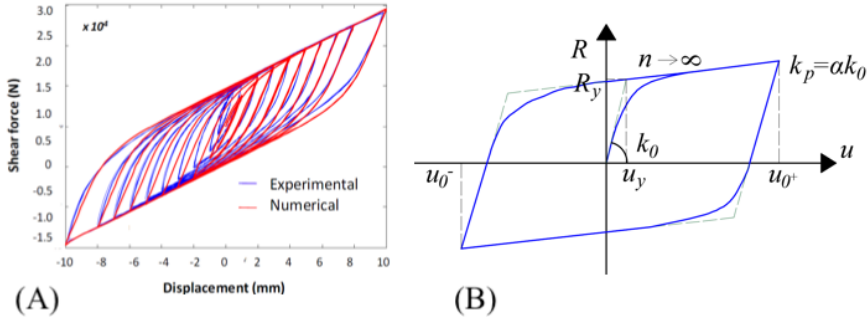 x 10⁴
Shear force (N)
3.0
2.5
2.0
1.5
1.0
0.5
0
-0.5
-1.0
-1.5
-10
-8
-6
-4
-2
0
2
4
6
8
10
Displacement (mm)
Experimental
Numerical
(A)
R
n→∞
R_y
k_p=αk_0
k_0
u
u_0⁻
u_y
u_0⁺
(B)